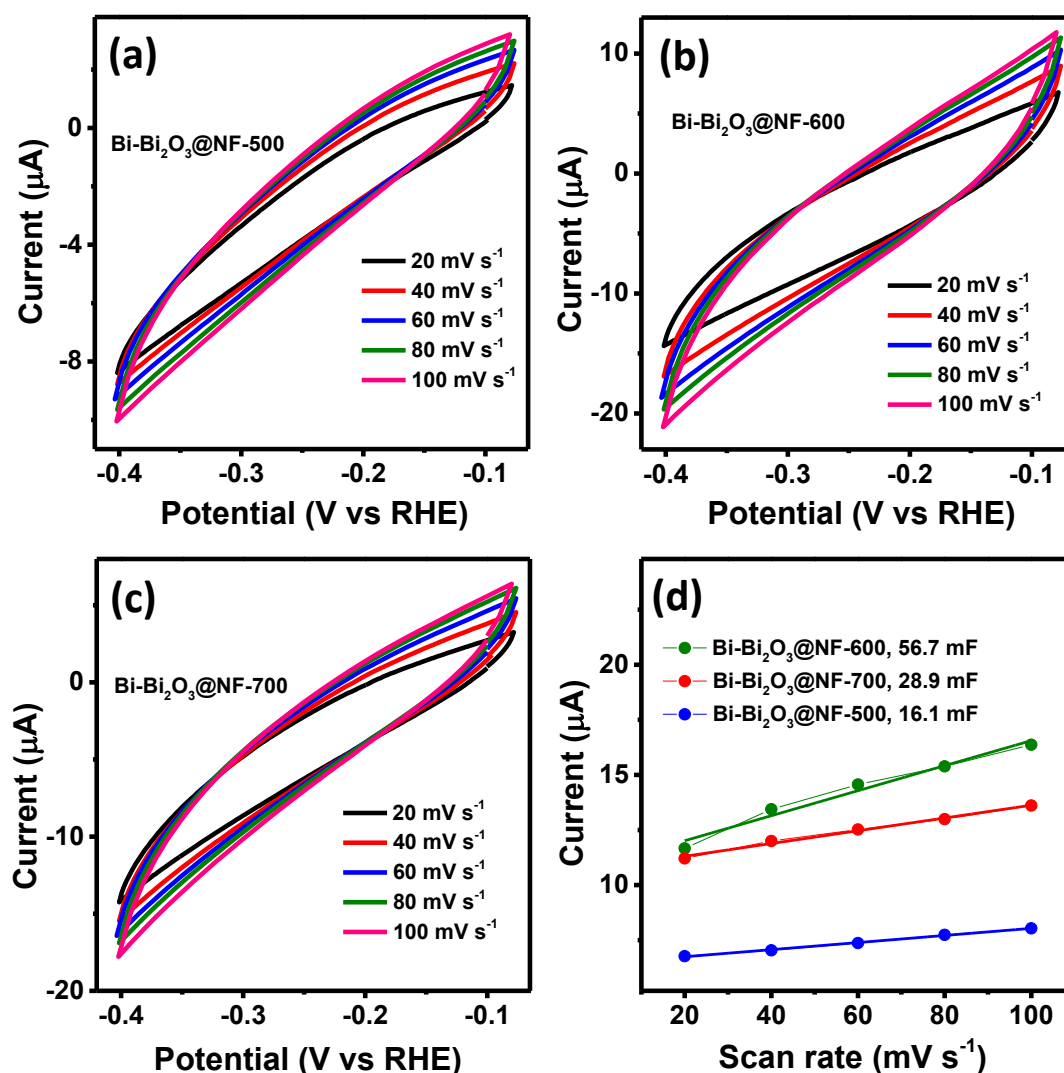 (a)
Bi-Bi₂O₃@NF-500
0
-4
-8
Current (μA)
20 mV s⁻¹
40 mV s⁻¹
60 mV s⁻¹
80 mV s⁻¹
100 mV s⁻¹
-0.4 -0.3 -0.2 -0.1
Potential (V vs RHE)
(b)
Bi-Bi₂O₃@NF-600
10
0
-10
-20
Current (μA)
20 mV s⁻¹
40 mV s⁻¹
60 mV s⁻¹
80 mV s⁻¹
100 mV s⁻¹
-0.4 -0.3 -0.2 -0.1
Potential (V vs RHE)
(c)
Bi-Bi₂O₃@NF-700
0
-10
-20
Current (μA)
20 mV s⁻¹
40 mV s⁻¹
60 mV s⁻¹
80 mV s⁻¹
100 mV s⁻¹
-0.4 -0.3 -0.2 -0.1
Potential (V vs RHE)
(d)
Bi-Bi₂O₃@NF-600, 56.7 mF
Bi-Bi₂O₃@NF-700, 28.9 mF
Bi-Bi₂O₃@NF-500, 16.1 mF
20
15
10
Current (μA)
20 40 60 80 100
Scan rate (mV s⁻¹)